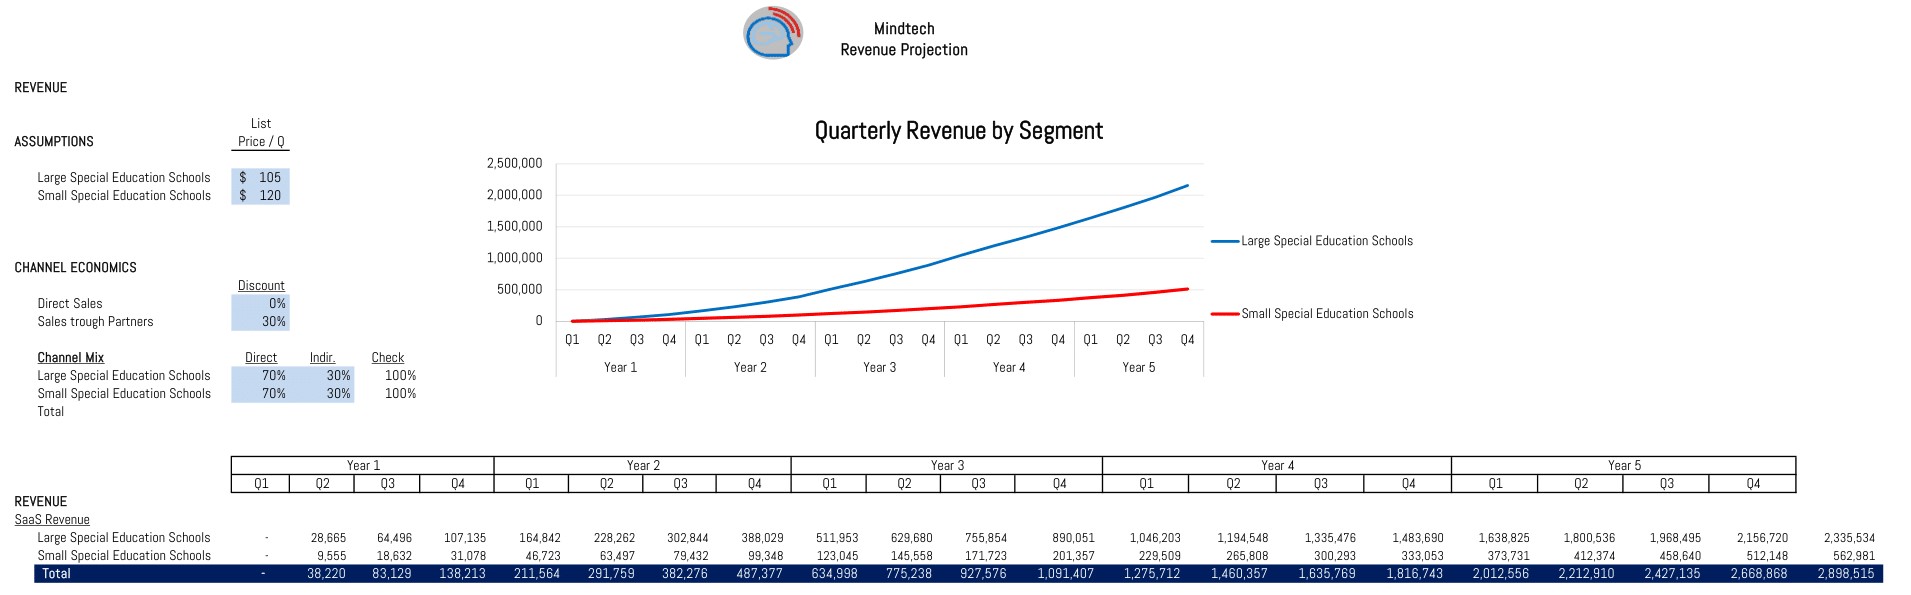 Mindtech
Revenue Projection
REVENUE
List
ASSUMPTIONS Price / Q
Large Special Education Schools $ 105
Small Special Education Schools $ 120
Quarterly Revenue by Segment
2,500,000
2,000,000
1,500,000
1,000,000
500,000
0
Q1 Q2 Q3 Q4 Q1 Q2 Q3 Q4 Q1 Q2 Q3 Q4 Q1 Q2 Q3 Q4 Q1 Q2 Q3 Q4
Year 1 Year 2 Year 3 Year 4 Year 5
Large Special Education Schools
Small Special Education Schools
CHANNEL ECONOMICS
Discount
Direct Sales 0%
Sales trough Partners 30%
Channel Mix Direct Indir. Check
Large Special Education Schools 70% 30% 100%
Small Special Education Schools 70% 30% 100%
Total
Year 1 Year 2 Year 3 Year 4 Year 5
Q1 Q2 Q3 Q4 Q1 Q2 Q3 Q4 Q1 Q2 Q3 Q4 Q1 Q2 Q3 Q4 Q1 Q2 Q3 Q4
REVENUE
SaaS Revenue
Large Special Education Schools - 28,665 64,496 107,135 164,842 228,262 302,844 388,029 511,953 629,680 755,854 890,051 1,046,203 1,194,548 1,335,476 1,483,690 1,638,825 1,800,536 1,968,495 2,156,720 2,335,534
Small Special Education Schools - 9,555 18,632 31,078 46,723 63,497 79,432 99,348 123,045 145,558 171,723 201,357 229,509 265,808 300,293 333,053 373,731 412,374 458,640 512,148 562,981
Total - 38,220 83,129 138,213 211,564 291,759 382,276 487,377 634,998 775,238 927,576 1,091,407 1,275,712 1,460,357 1,635,769 1,816,743 2,012,556 2,212,910 2,427,135 2,668,868 2,898,515